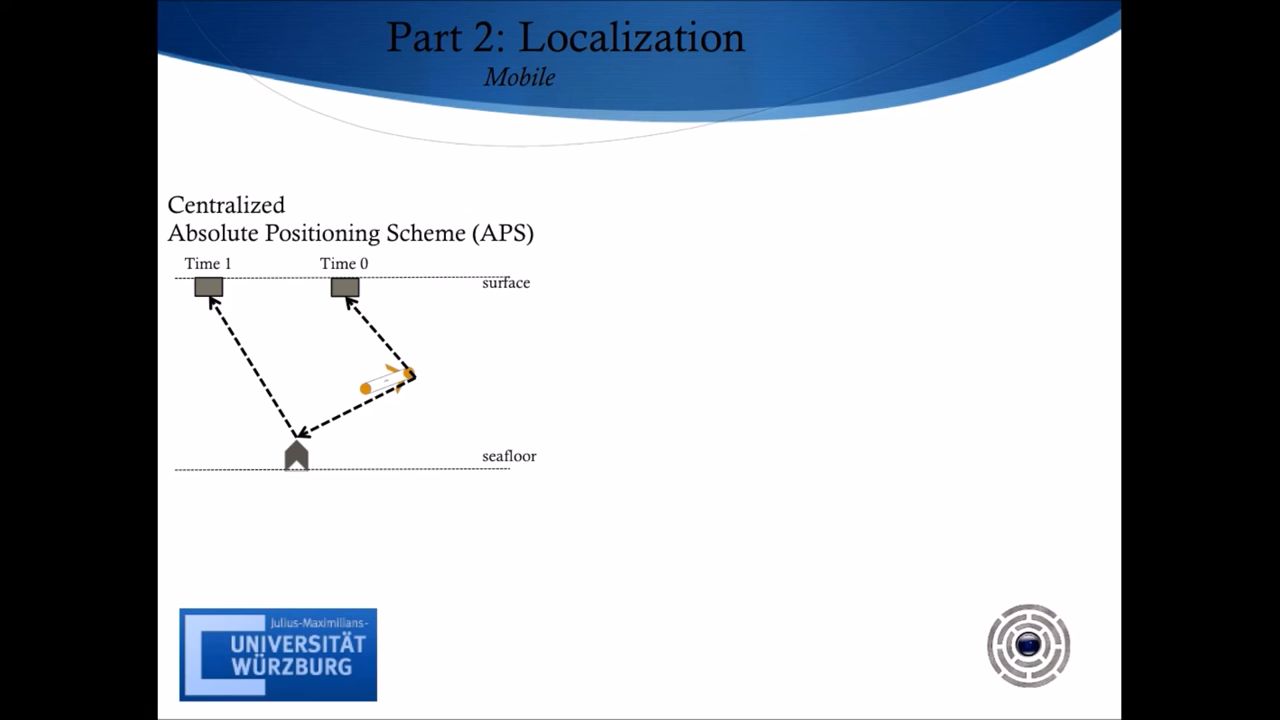 Part 2: Localization
Mobile
Centralized
Absolute Positioning Scheme (APS)
Time 1
Time 0
surface
seafloor
Julius-Maximilians-
UNIVERSITÄT
WÜRZBURG